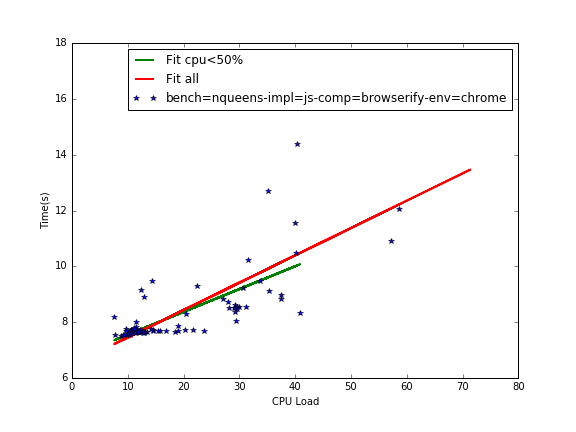 18
16
14
12
10
8
6
Time(s)
Fit cpu<50%
Fit all
bench=nqueens-impl=js-comp=browserify-env=chrome
0 10 20 30 40 50 60 70 80
CPU Load